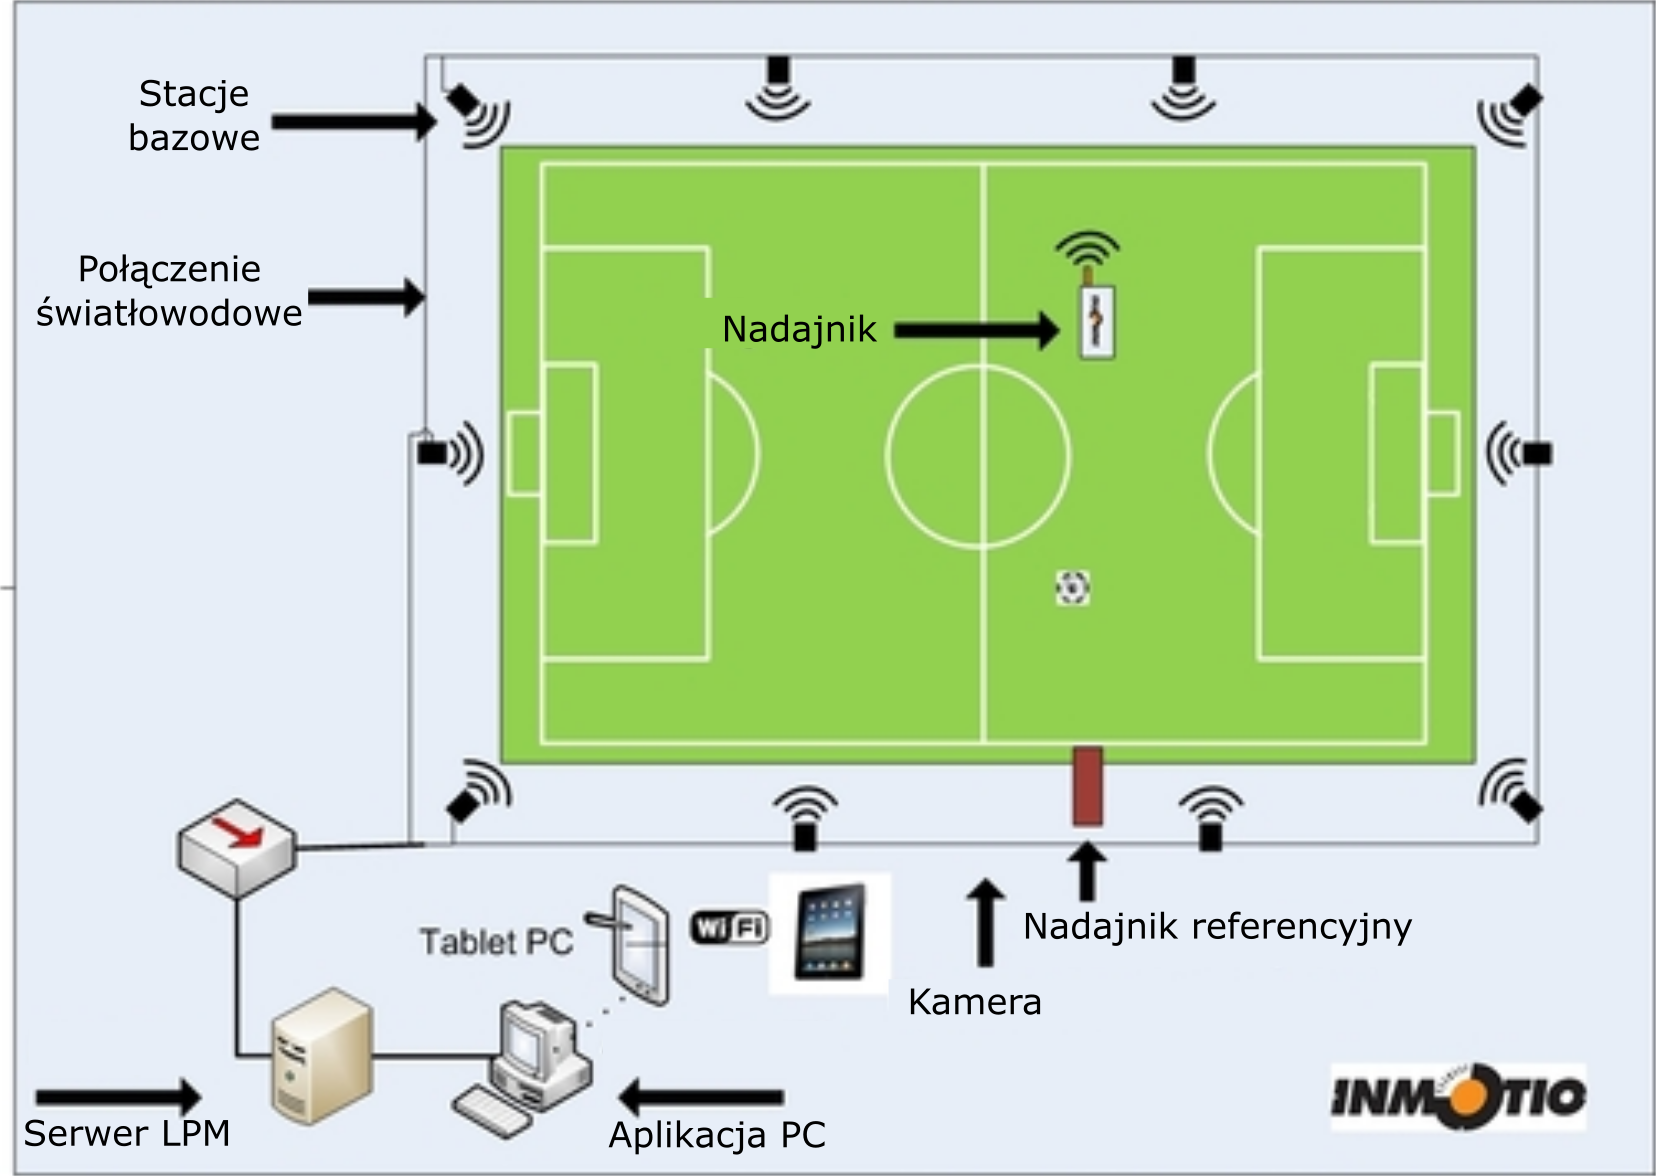 Stacje
bazowe
Połączenie
światłowodowe
Nadajnik
Tablet PC
WiFi
Nadajnik referencyjny
Kamera
Serwer LPM
Aplikacja PC
INMOTIO